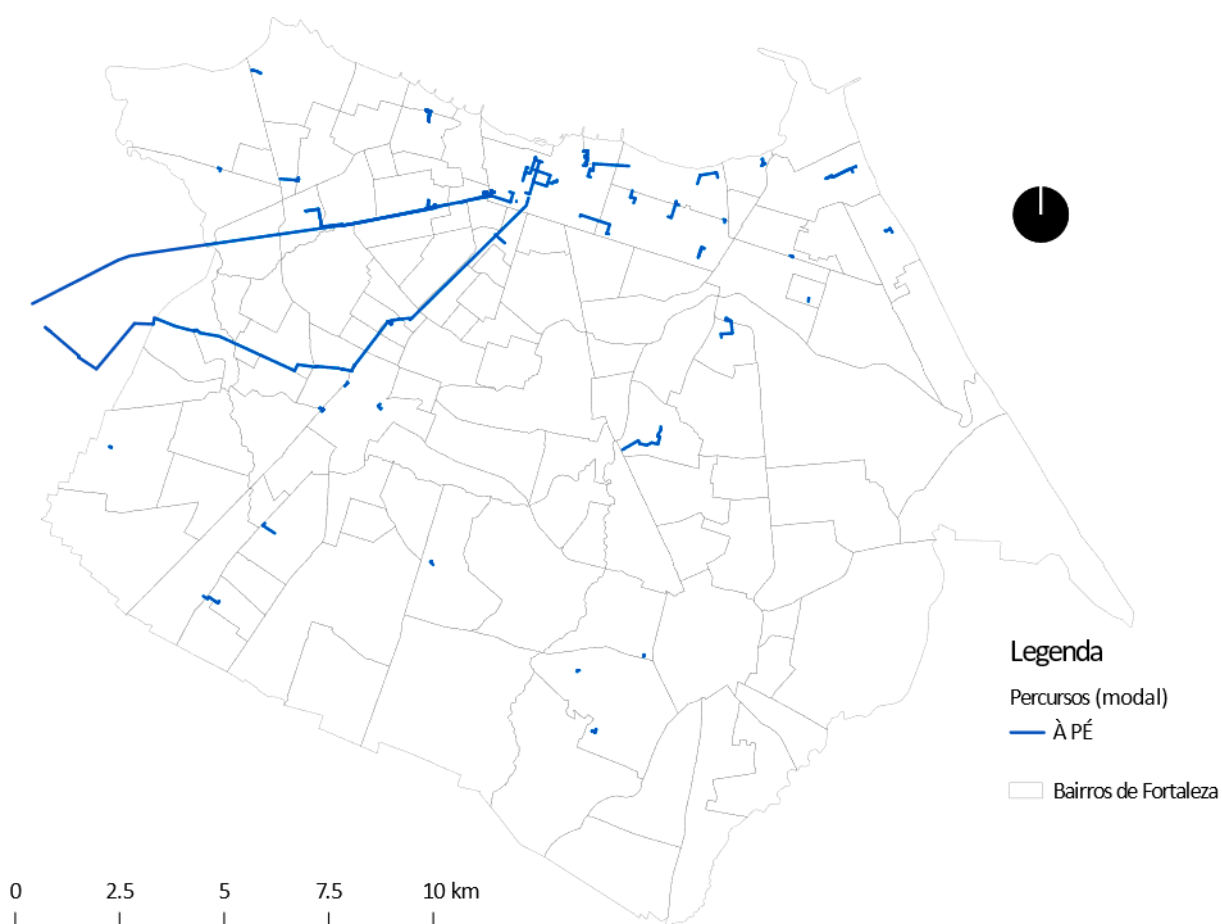 Legenda
Percursos (modal)
À PÉ
Bairros de Fortaleza
0 2.5 5 7.5 10 km